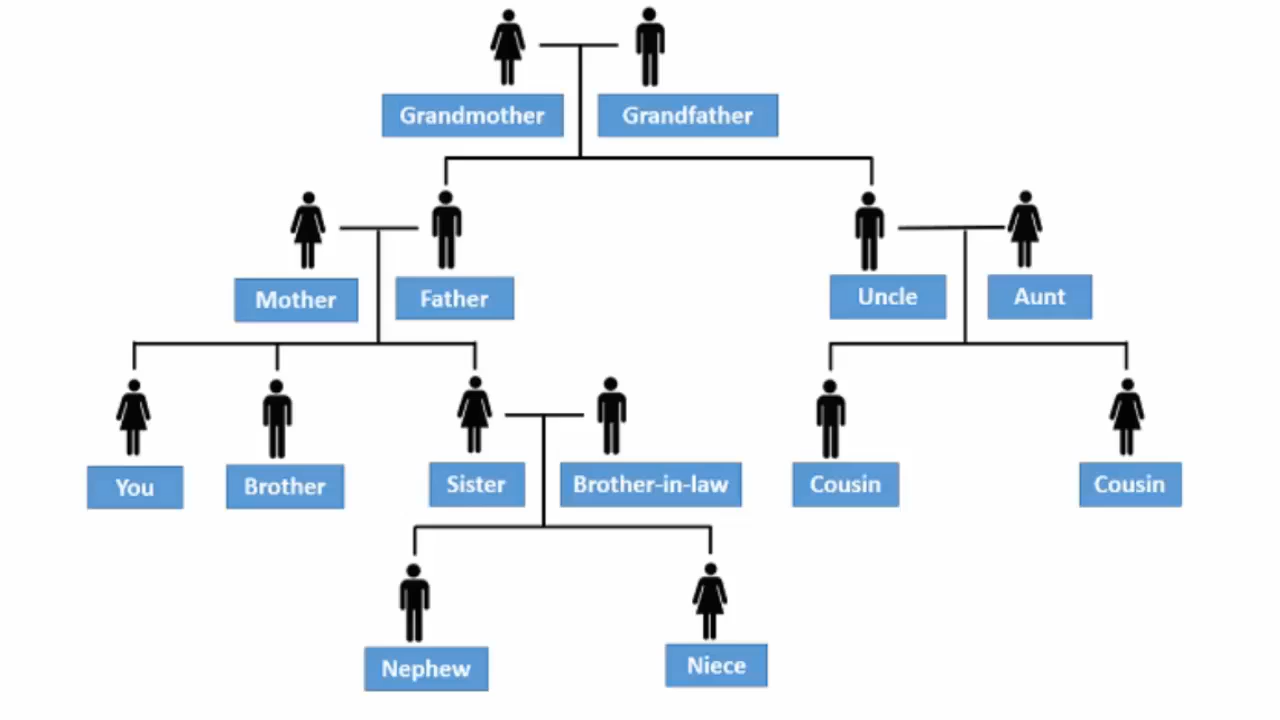 Grandmother
Grandfather
Mother
Father
Uncle
Aunt
You
Brother
Sister
Brother-in-law
Cousin
Cousin
Nephew
Niece